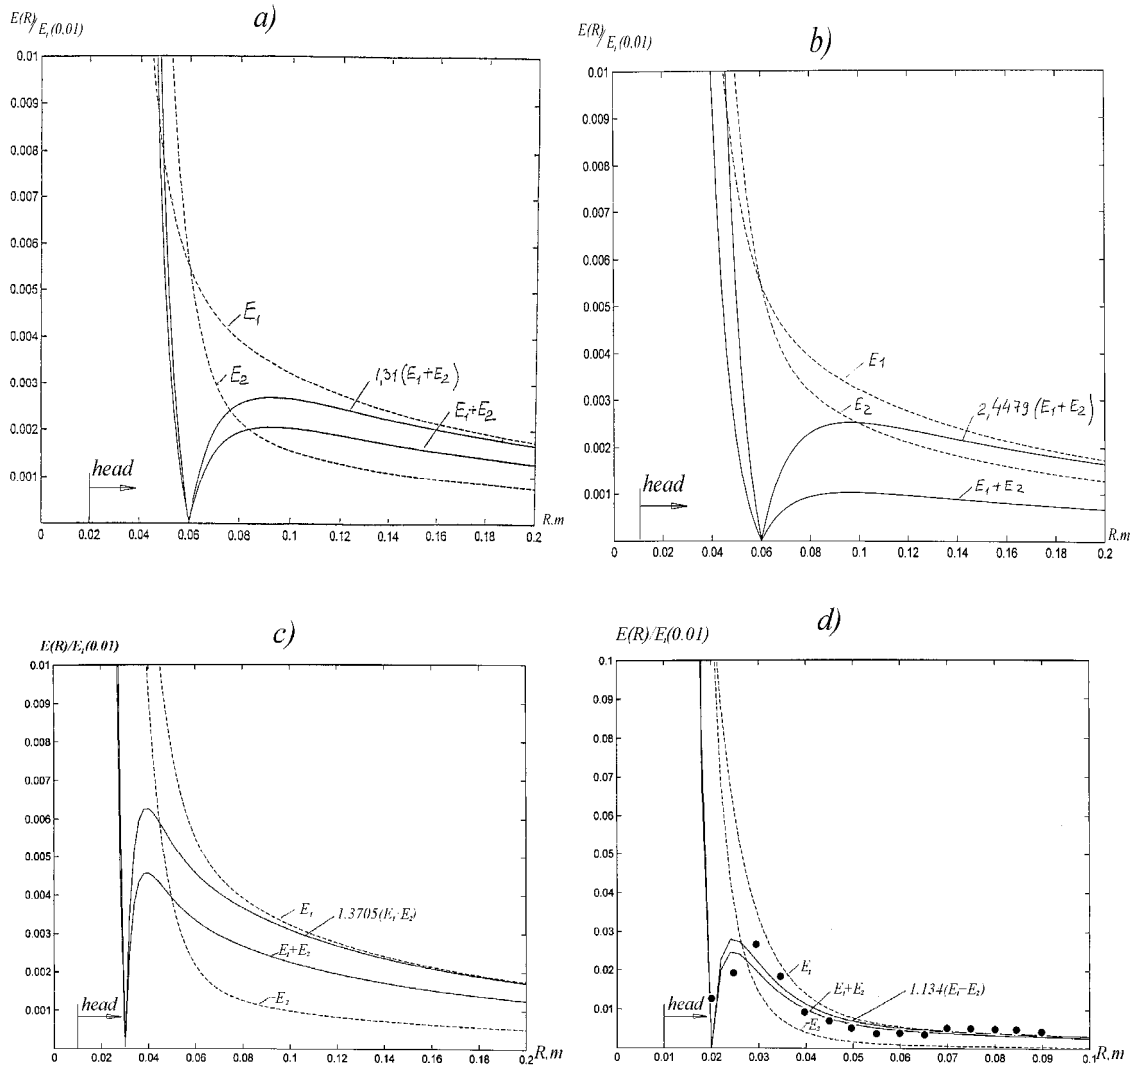 a)
E(R)/E₁(0.01)
0.01
0.009
0.008
0.007
0.006
0.005
0.004
0.003
0.002
0.001
E₁
E₂
1,31(E₁+E₂)
E₁+E₂
head
0 0.02 0.04 0.06 0.08 0.1 0.12 0.14 0.16 0.18 0.2
R,m
b)
E(R)/E₁(0.01)
0.01
0.009
0.008
0.007
0.006
0.005
0.004
0.003
0.002
0.001
E₁
E₂
2,4479(E₁+E₂)
E₁+E₂
head
0 0.02 0.04 0.06 0.08 0.1 0.12 0.14 0.16 0.18 0.2
R,m
c)
E(R)/E₁(0.01)
0.01
0.009
0.008
0.007
0.006
0.005
0.004
0.003
0.002
0.001
E₁
1.3705(E₁-E₂)
E₁+E₂
E₂
head
0 0.02 0.04 0.06 0.08 0.1 0.12 0.14 0.16 0.18 0.2
R,m
d)
E(R)/E₁(0.01)
0.1
0.09
0.08
0.07
0.06
0.05
0.04
0.03
0.02
0.01
E₁
E₁+E₂
1.134(E₁-E₂)
E₂
head
0 0.01 0.02 0.03 0.04 0.05 0.06 0.07 0.08 0.09 0.1
R,m